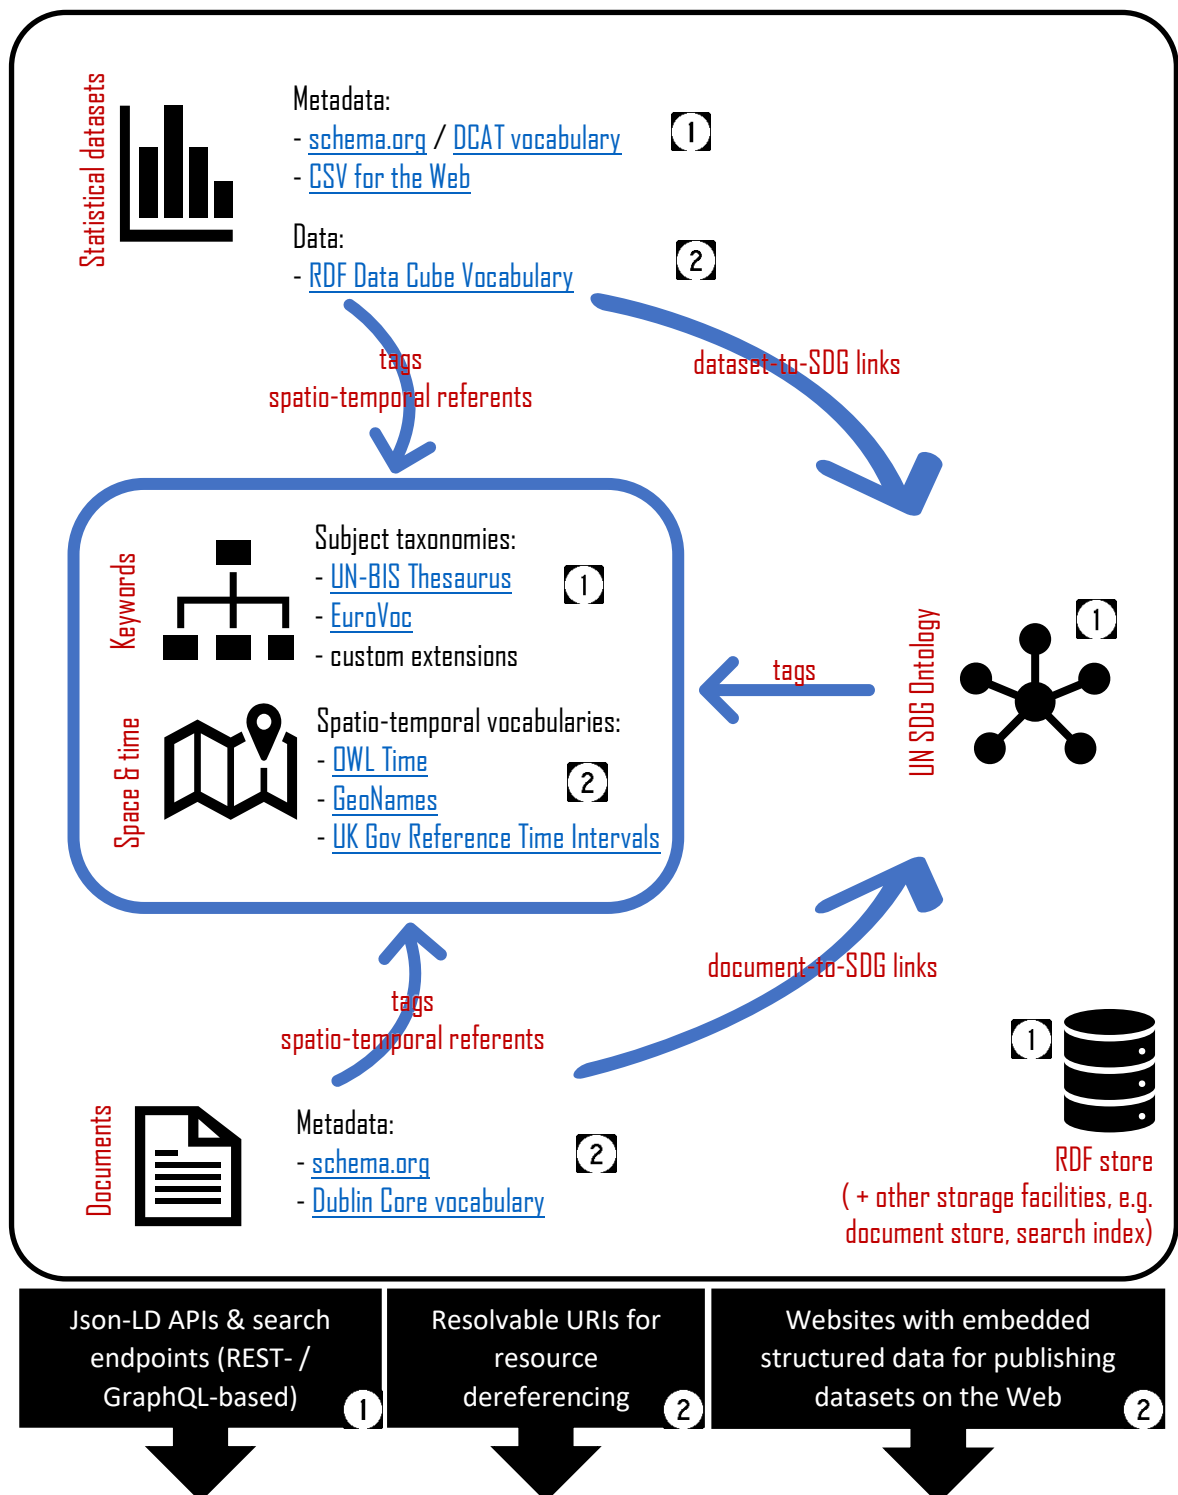 Statistical datasets
Metadata:
- schema.org / DCAT vocabulary
1
- CSV for the Web
Data:
2
- RDF Data Cube Vocabulary
tags
spatio-temporal referents
dataset-to-SDG links
Keywords
Subject taxonomies:
- UN-BIS Thesaurus
1
- EuroVoc
- custom extensions
Space & time
Spatio-temporal vocabularies:
- OWL Time
2
- GeoNames
- UK Gov Reference Time Intervals
tags
UN SDG Ontology
1
tags
spatio-temporal referents
document-to-SDG links
Documents
Metadata:
- schema.org
2
- Dublin Core vocabulary
1
RDF store
( + other storage facilities, e.g.
document store, search index)
Json-LD APIs & search
endpoints (REST- /
GraphQL-based)
1
Resolvable URIs for
resource
dereferencing
2
Websites with embedded
structured data for publishing
datasets on the Web
2